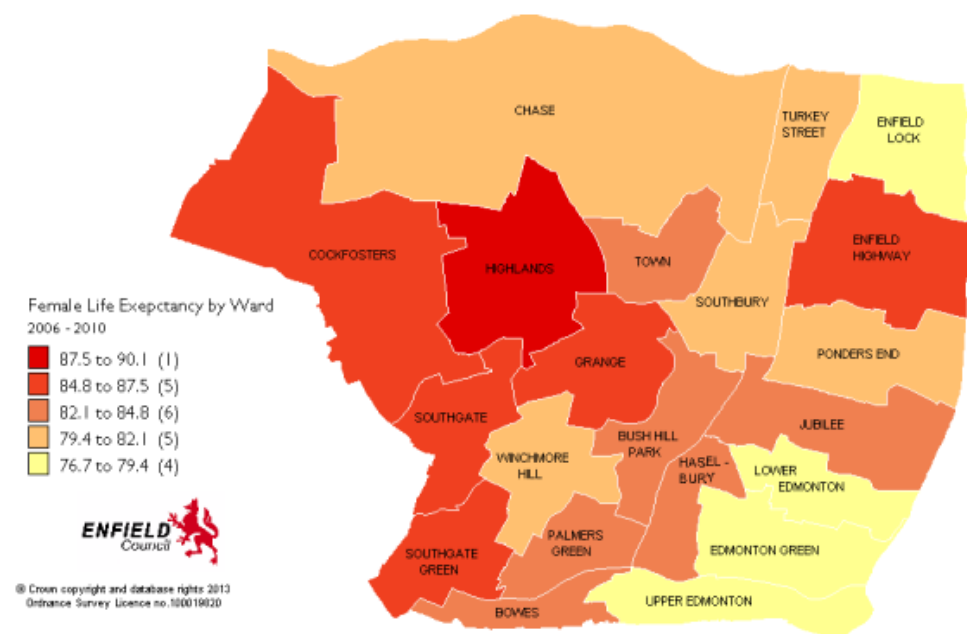 CHASE
TURKEY
STREET
ENFIELD
LOCK
COCKFOSTERS
HIGHLANDS
TOWN
ENFIELD
HIGHWAY
SOUTHBURY
Female Life Exepctancy by Ward
2006 - 2010
87.5 to 90.1 (1)
84.8 to 87.5 (5)
82.1 to 84.8 (6)
79.4 to 82.1 (5)
76.7 to 79.4 (4)
GRANGE
PONDERS END
SOUTHGATE
JUBILEE
BUSH HILL
PARK
WINCHMORE
HILL
HASEL -
BURY
LOWER
EDMONTON
PALMERS
GREEN
EDMONTON GREEN
SOUTHGATE
GREEN
UPPER EDMONTON
BOWES
ENFIELD
Council
© Crown copyright and database rights 2013
Ordnance Survey Licence no.100019820